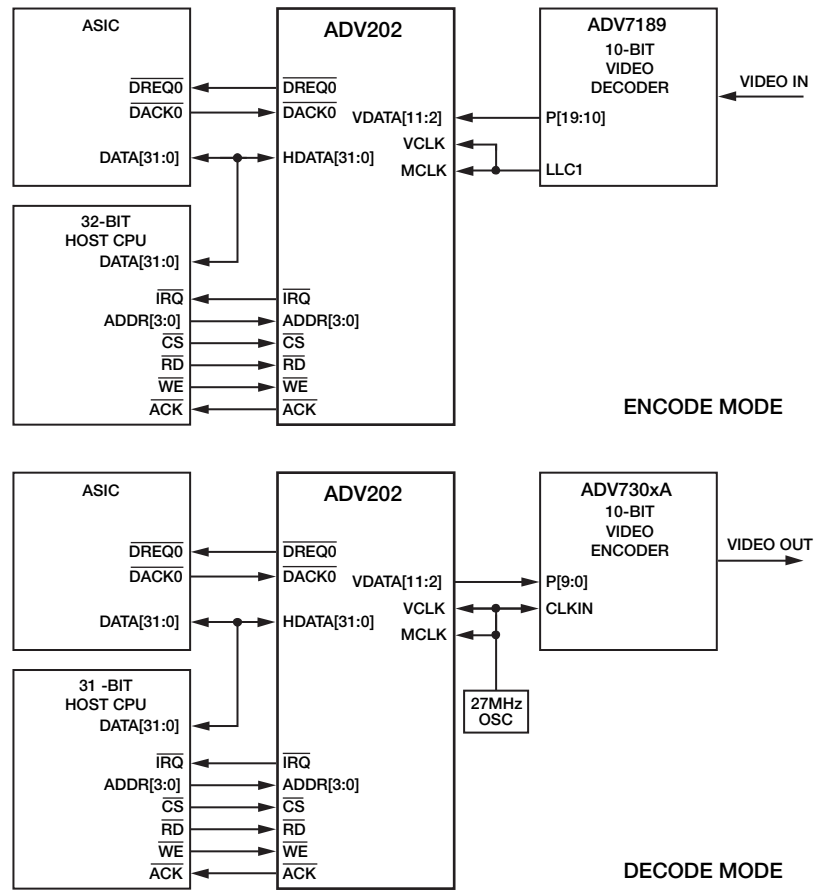 ASIC
DREQ0
DACK0
DATA[31:0]
32-BIT
HOST CPU
DATA[31:0]
IRQ
ADDR[3:0]
CS
RD
WE
ACK
ADV202
DREQ0
DACK0
HDATA[31:0]
IRQ
ADDR[3:0]
CS
RD
WE
ACK
VDATA[11:2]
VCLK
MCLK
ADV7189
10-BIT
VIDEO
DECODER
P[19:10]
LLC1
VIDEO IN
ENCODE MODE
ASIC
DREQ0
DACK0
DATA[31:0]
31 -BIT
HOST CPU
DATA[31:0]
IRQ
ADDR[3:0]
CS
RD
WE
ACK
ADV202
DREQ0
DACK0
HDATA[31:0]
IRQ
ADDR[3:0]
CS
RD
WE
ACK
VDATA[11:2]
VCLK
MCLK
ADV730xA
10-BIT
VIDEO
ENCODER
P[9:0]
CLKIN
VIDEO OUT
27MHz
OSC
DECODE MODE